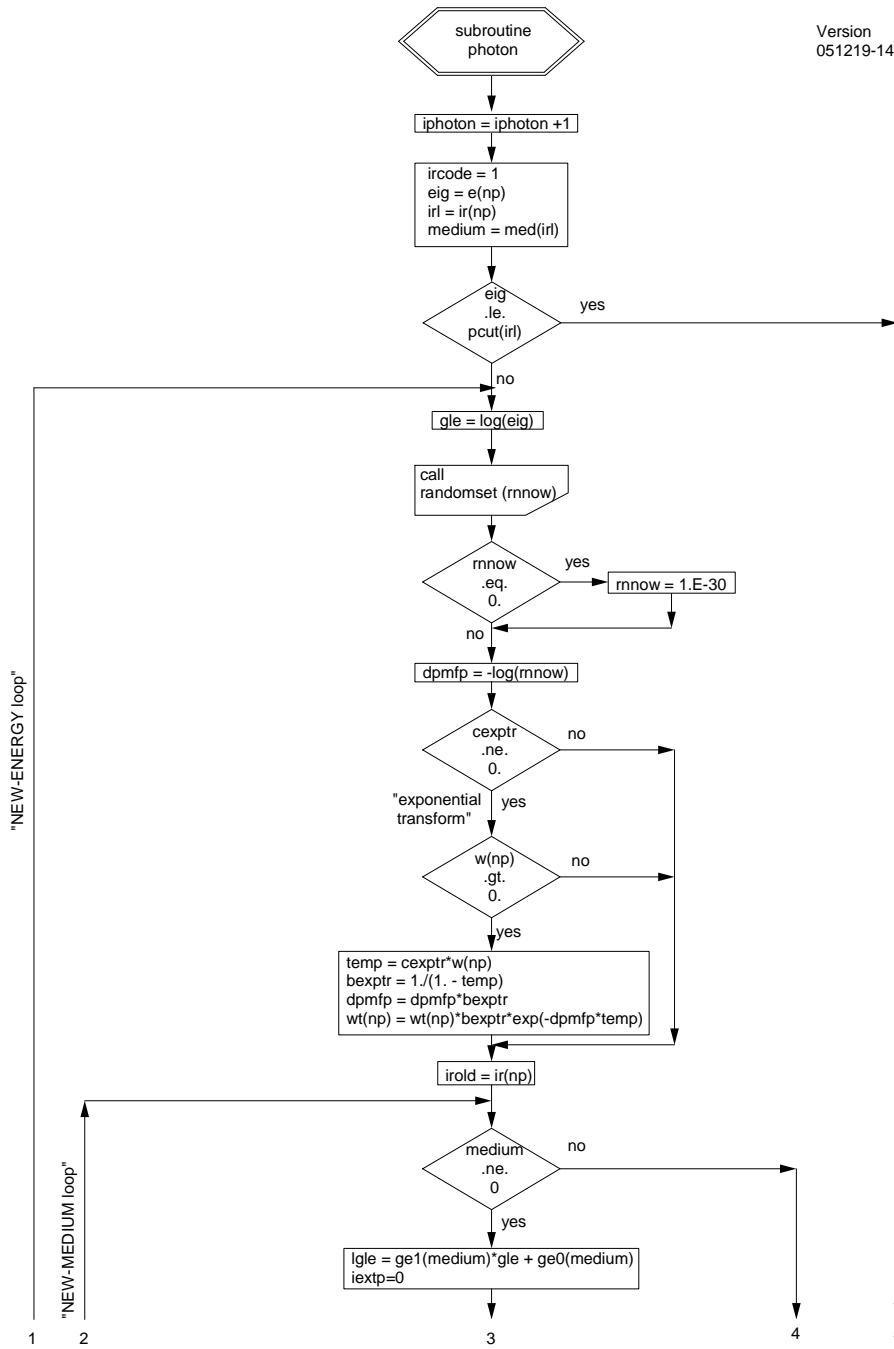 subroutine
photon
Version
051219-14
iphoton = iphoton +1
ircode = 1
eig = e(np)
irl = ir(np)
medium = med(irl)
eig
.le.
pcut(irl)
yes
no
gle = log(eig)
call
randomset (rnnow)
rnnow
.eq.
0.
yes
rnnow = 1.E-30
no
dpmfp = -log(rnnow)
cexptr
.ne.
0.
no
"exponential
transform"
yes
w(np)
.gt.
0.
no
yes
temp = cexptr*w(np)
bexptr = 1./(1. - temp)
dpmfp = dpmfp*bexptr
wt(np) = wt(np)*bexptr*exp(-dpmfp*temp)
irold = ir(np)
medium
.ne.
0
no
yes
lgle = ge1(medium)*gle + ge0(medium)
iextp=0
"NEW-ENERGY loop"
"NEW-MEDIUM loop"
1
2
3
4